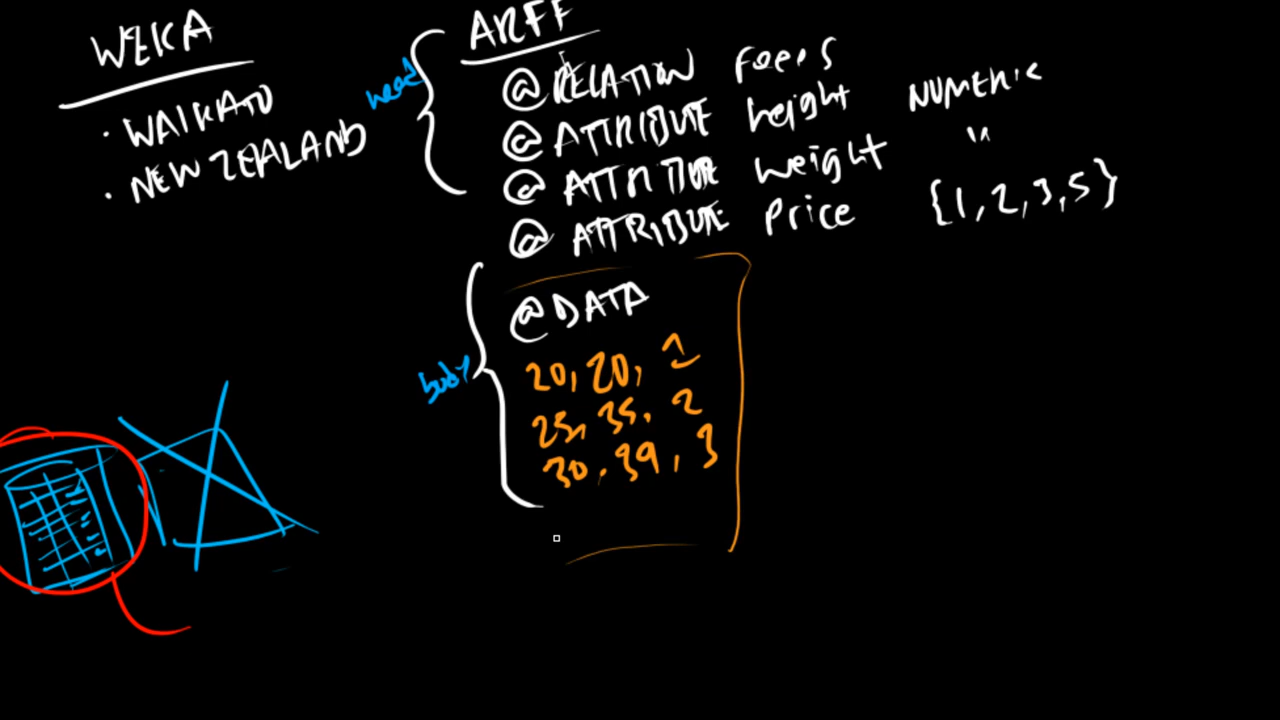 WEKA
· WAIKATO
· NEW ZEALAND
ARFF
head
@ RELATION
@ ATTRIBUTE height NUMERIC
@ ATTRIBUTE weight "
@ ATTRIBUTE Price {1,2,3,5}
body
@DATA
20, 20, 1
25, 35, 2
30, 39, 3